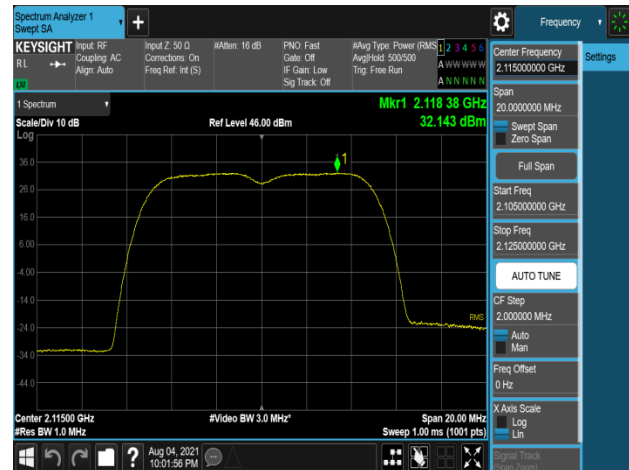 Spectrum Analyzer 1
Swept SA
+
Frequency
KEYSIGHT
RL
LM
Input: RF
Coupling: AC
Align: Auto
Input Z: 50 Ω
Corrections: On
Freq Ref: Int (S)
#Atten: 16 dB
PNO: Fast
Gate: Off
IF Gain: Low
Sig Track: Off
#Avg Type: Power (RMS
Avg|Hold: 500/500
Trig: Free Run
1 2 3 4 5 6
A W W W W W
A N N N N N
1 Spectrum
Scale/Div 10 dB
Log
Ref Level 46.00 dBm
Mkr1 2.118 38 GHz
32.143 dBm
1
36.0
26.0
16.0
6.00
-4.00
-14.0
-24.0
-34.0
-44.0
RMS
Center 2.11500 GHz
#Res BW 1.0 MHz
#Video BW 3.0 MHz*
Span 20.00 MHz
Sweep 1.00 ms (1001 pts)
Center Frequency
2.115000000 GHz
Settings
Span
20.0000000 MHz
Swept Span
Zero Span
Full Span
Start Freq
2.105000000 GHz
Stop Freq
2.125000000 GHz
AUTO TUNE
CF Step
2.000000 MHz
Auto
Man
Freq Offset
0 Hz
X Axis Scale
Log
Lin
Signal Track
(Span Zoom)
?
Aug 04, 2021
10:01:56 PM